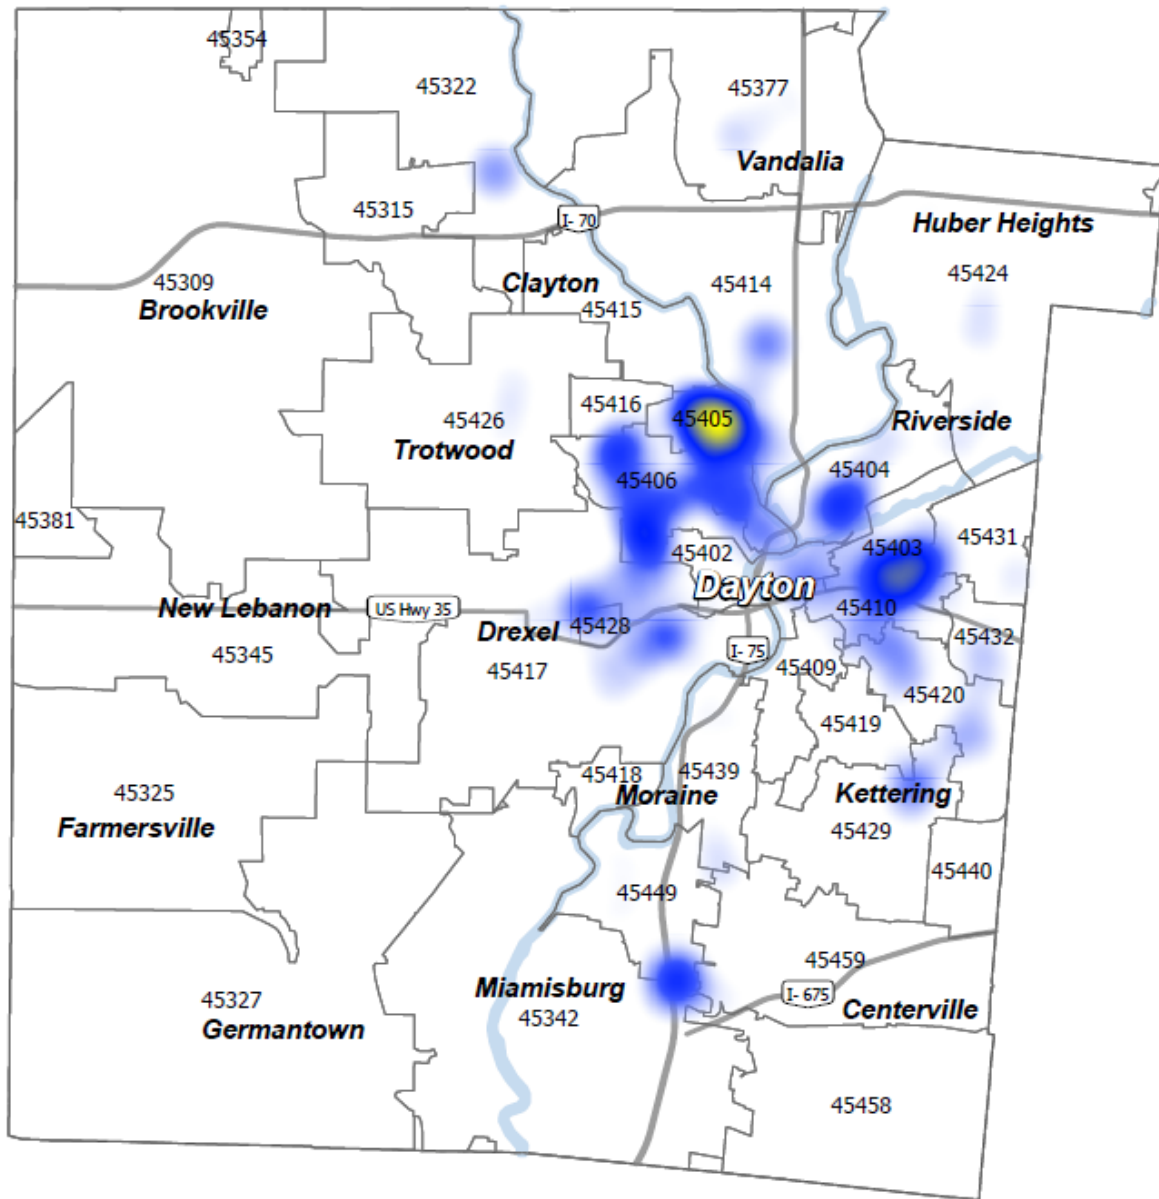 45354
45322
45377
Vandalia
45315
I- 70
Huber Heights
45309
Brookville
Clayton
45415
45414
45424
45426
Trotwood
45416
45405
Riverside
45406
45404
45381
45402
45403
45431
Dayton
New Lebanon
US Hwy 35
Drexel
45428
45410
45432
45345
45417
I- 75
45409
45420
45419
45325
Farmersville
45418
Moraine
45439
Kettering
45429
45449
45440
45459
Miamisburg
45342
I- 675
Centerville
45327
Germantown
45458